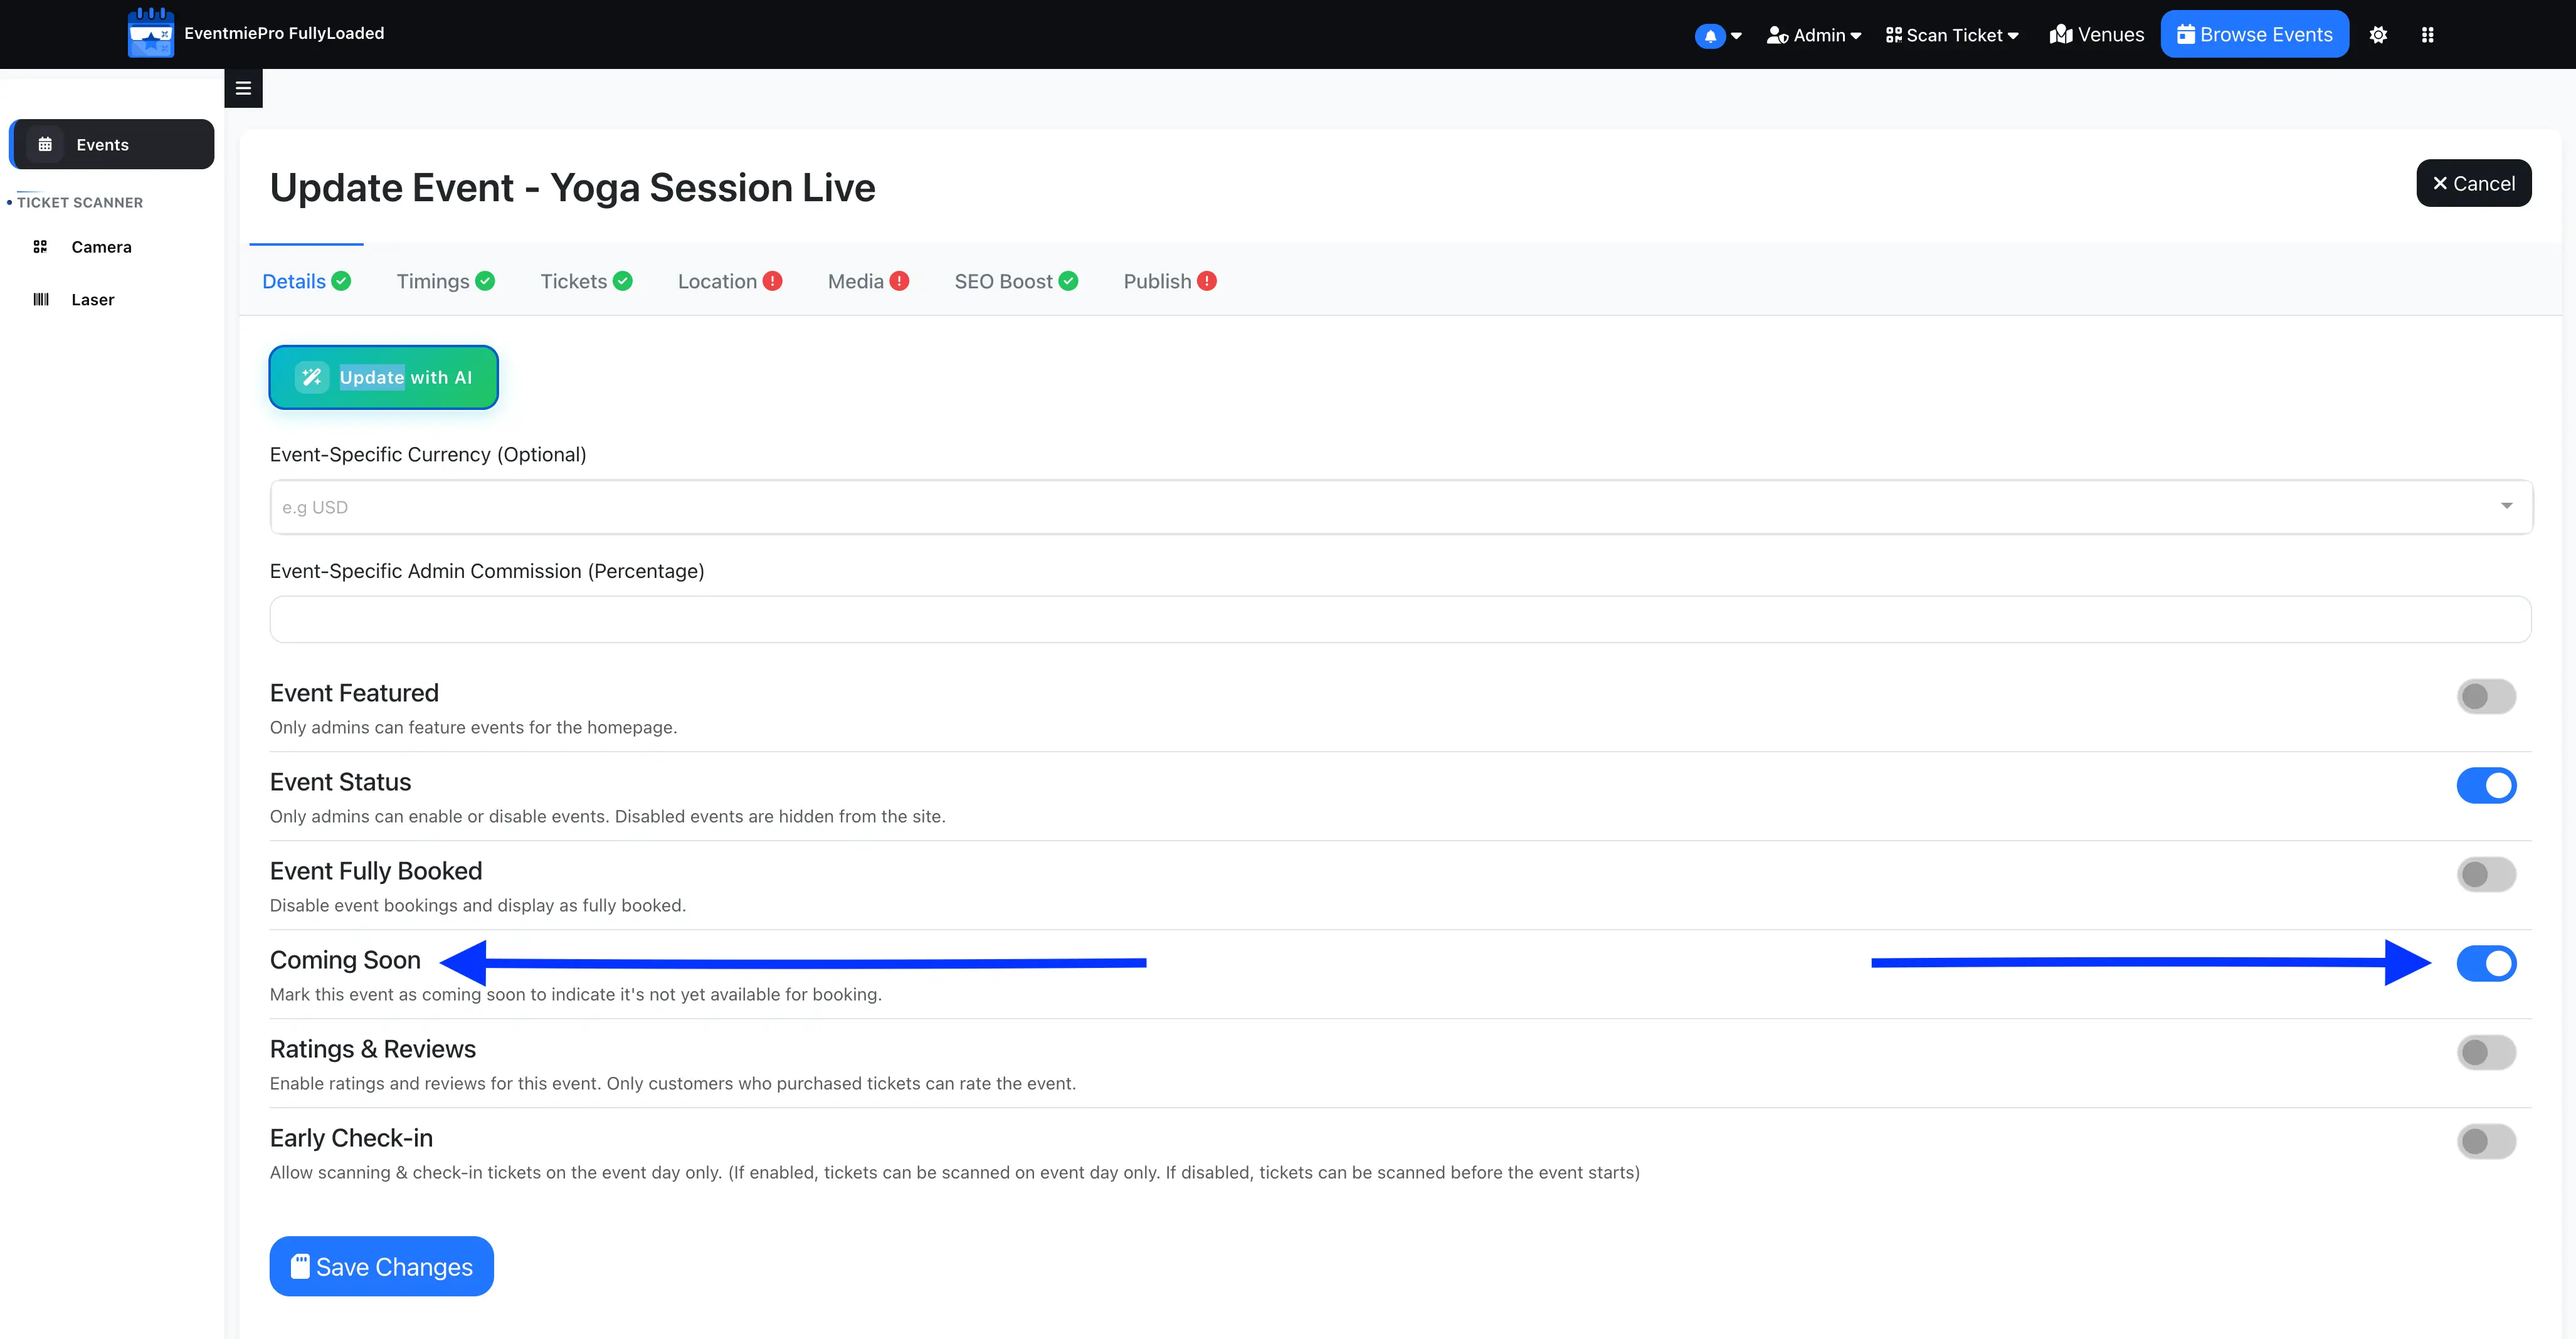 EventmiePro FullyLoaded
Admin
Scan Ticket
Venues
Browse Events
Events
TICKET SCANNER
Camera
Laser
Update Event - Yoga Session Live
Cancel
Details
Timings
Tickets
Location
Media
SEO Boost
Publish
Update with AI
Event-Specific Currency (Optional)
e.g USD
Event-Specific Admin Commission (Percentage)
Event Featured
Only admins can feature events for the homepage.
Event Status
Only admins can enable or disable events. Disabled events are hidden from the site.
Event Fully Booked
Disable event bookings and display as fully booked.
Coming Soon
Mark this event as coming soon to indicate it's not yet available for booking.
Ratings & Reviews
Enable ratings and reviews for this event. Only customers who purchased tickets can rate the event.
Early Check-in
Allow scanning & check-in tickets on the event day only. (If enabled, tickets can be scanned on event day only. If disabled, tickets can be scanned before the event starts)
Save Changes